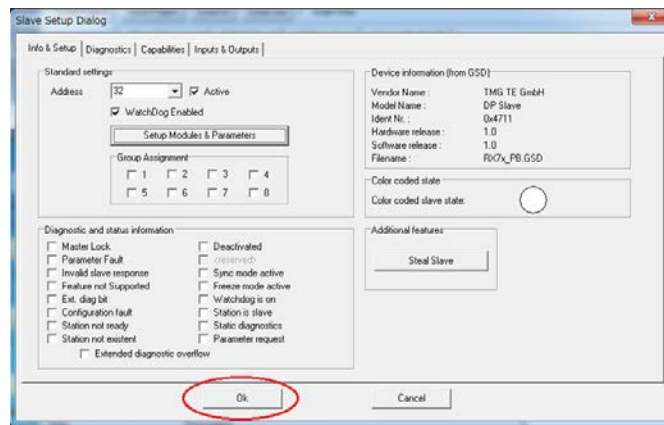 Slave Setup Dialog
Info & Setup
Diagnostics
Capabilities
Inputs & Outputs
Standard settings
Address 32 Active
WatchDog Enabled
Setup Modules & Parameters
Group Assignment
1 2 3 4
5 6 7 8
Device information (from GSD)
Vendor Name : TMG TE GmbH
Model Name : DP Slave
Ident Nr. : 0x4711
Hardware release : 1.0
Software release : 1.0
Filename : RX7x_PB.GSD
Color coded state
Color coded slave state:
Diagnostic and status information
Master Lock
Parameter Fault
Invalid slave response
Feature not Supported
Ext. diag bit
Configuration fault
Station not ready
Station not existent
Extended diagnostic overflow
Deactivated
<reserved>
Sync mode active
Freeze mode active
Watchdog is on
Station is slave
Static diagnostics
Parameter request
Additional features
Steal Slave
Ok
Cancel